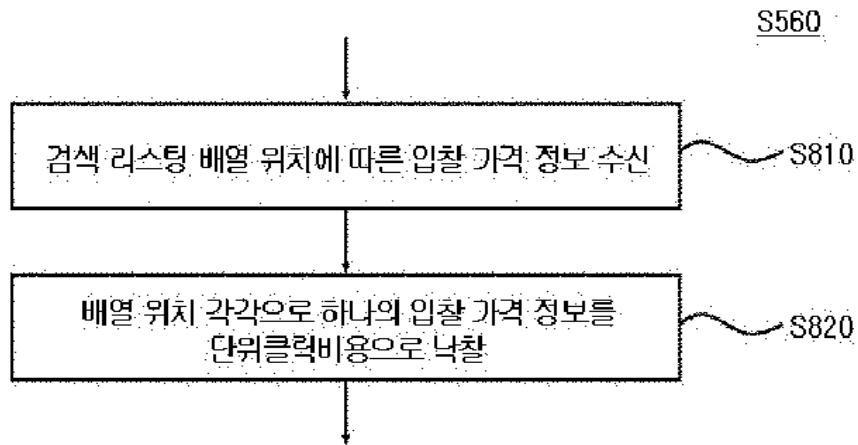 S560
검색 리스팅 배열 위치에 따른 입찰 가격 정보 수신
S810
배열 위치 각각으로 하나의 입찰 가격 정보를
단위클릭비용으로 낙찰
S820